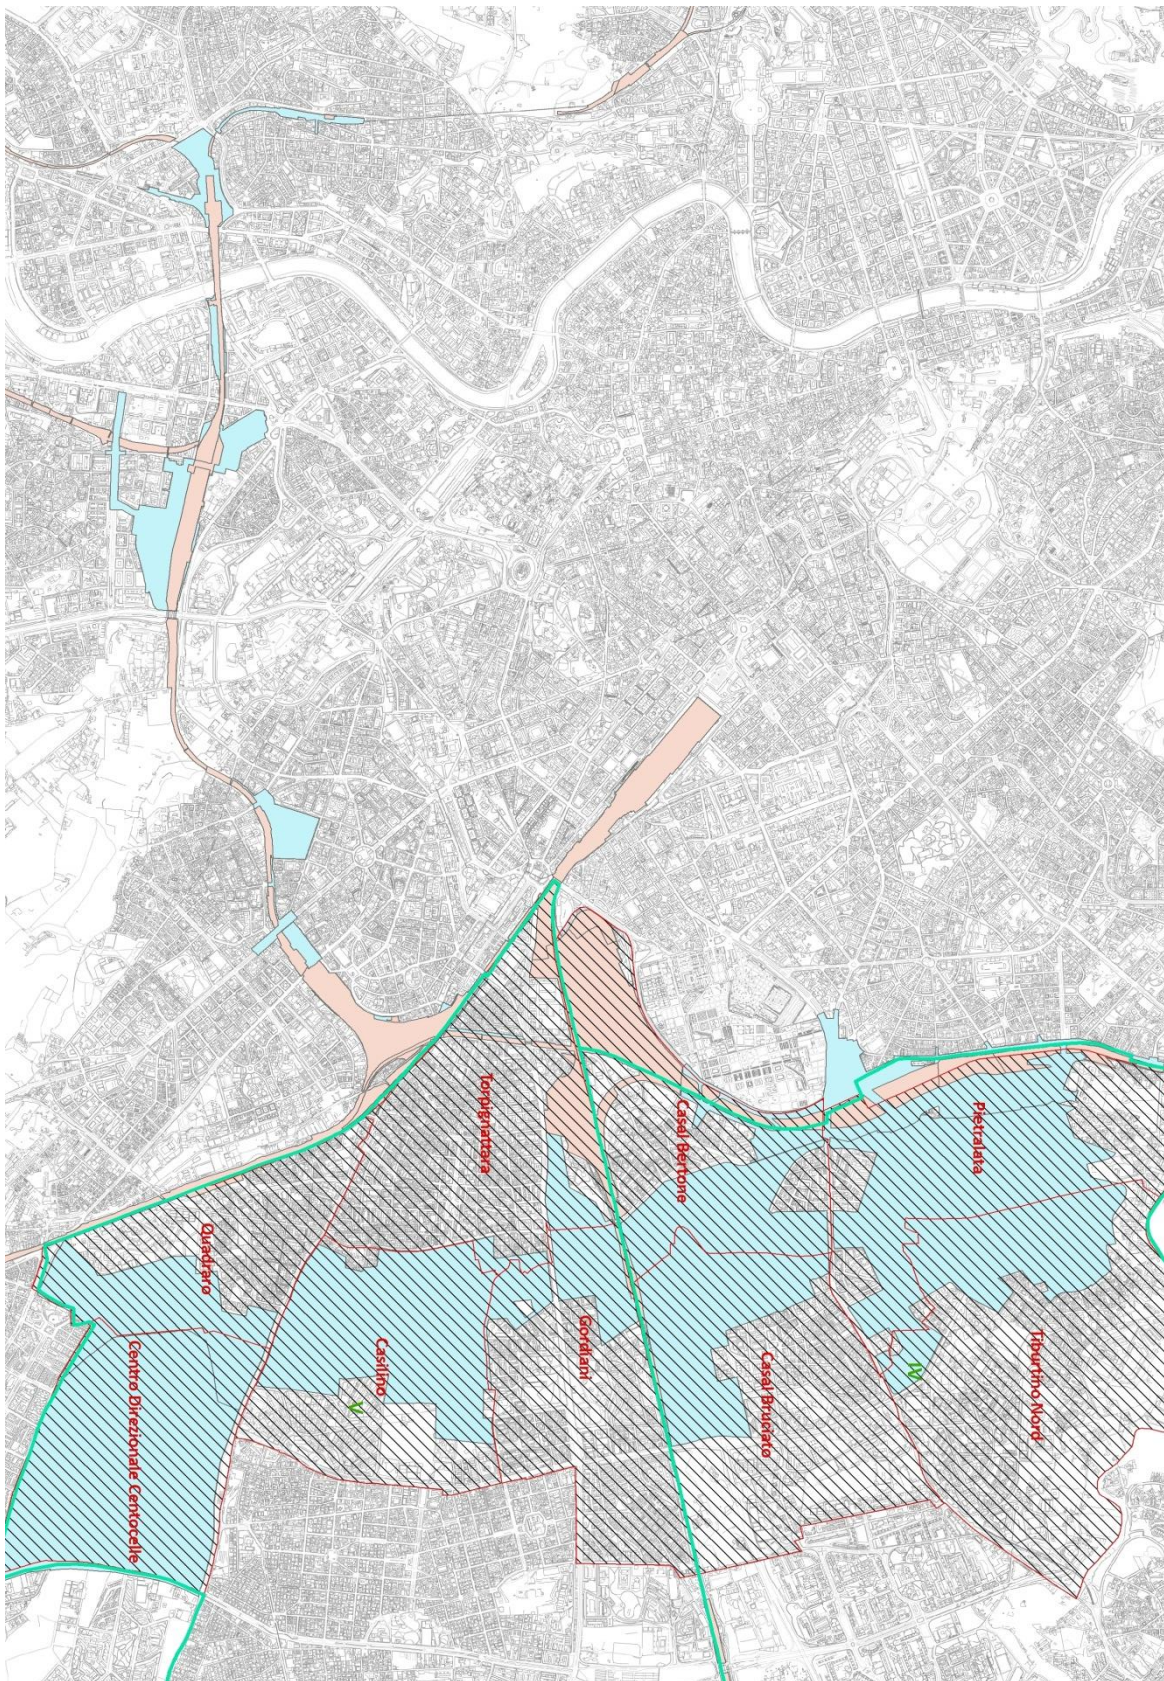 Tiburtino Nord
Pietralata
IV
Casal Bruciato
Casal Bertone
Gordiani
Torpignattara
Casilino
V
Quadraro
Centro Direzionale Centocelle